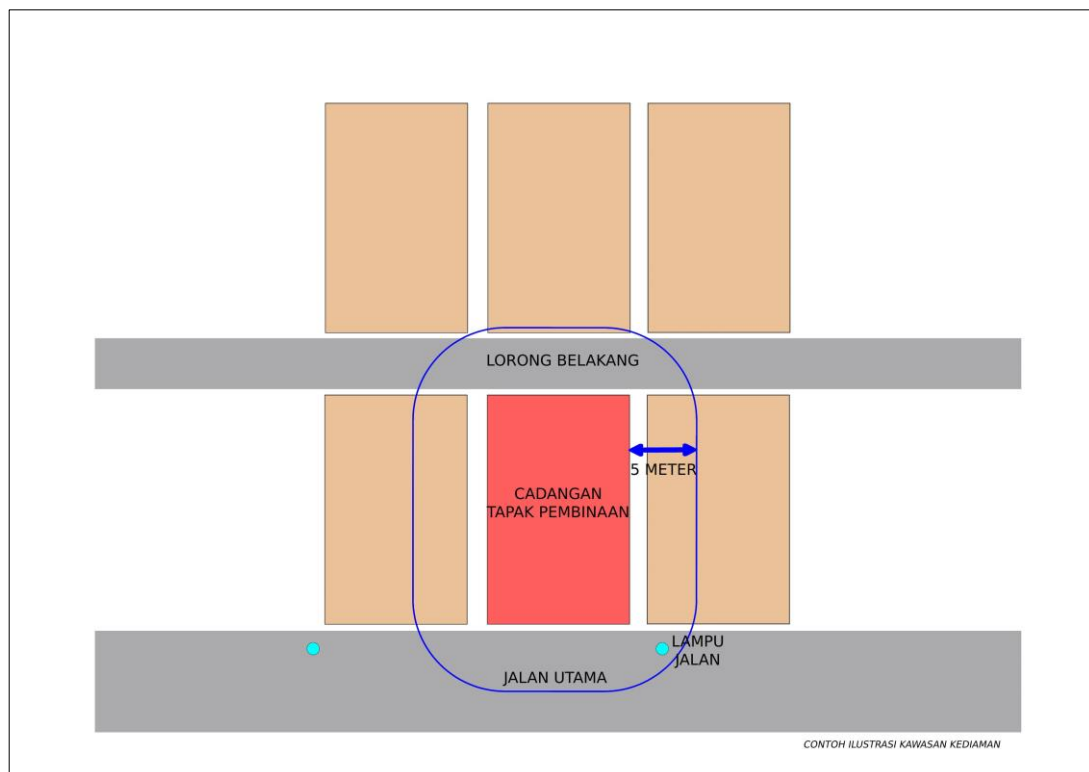 LORONG BELAKANG
5 METER
CADANGAN
TAPAK PEMBINAAN
LAMPU
JALAN
JALAN UTAMA
CONTOH ILUSTRASI KAWASAN KEDIAMAN